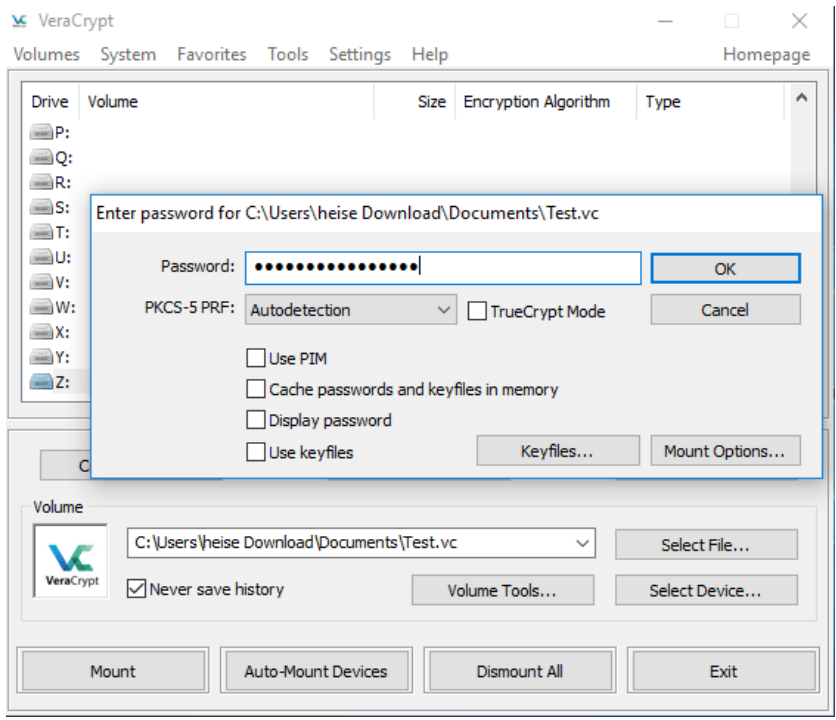 VeraCrypt
Volumes System Favorites Tools Settings Help Homepage
Drive Volume Size Encryption Algorithm Type
P:
Q:
R:
S:
T:
U:
V:
W:
X:
Y:
Z:
Enter password for C:\Users\heise Download\Documents\Test.vc
Password: ●●●●●●●●●●●●●●●● OK
PKCS-5 PRF: Autodetection TrueCrypt Mode Cancel
Use PIM
Cache passwords and keyfiles in memory
Display password
Use keyfiles Keyfiles... Mount Options...
Volume
VeraCrypt C:\Users\heise Download\Documents\Test.vc Select File...
Never save history Volume Tools... Select Device...
Mount Auto-Mount Devices Dismount All Exit